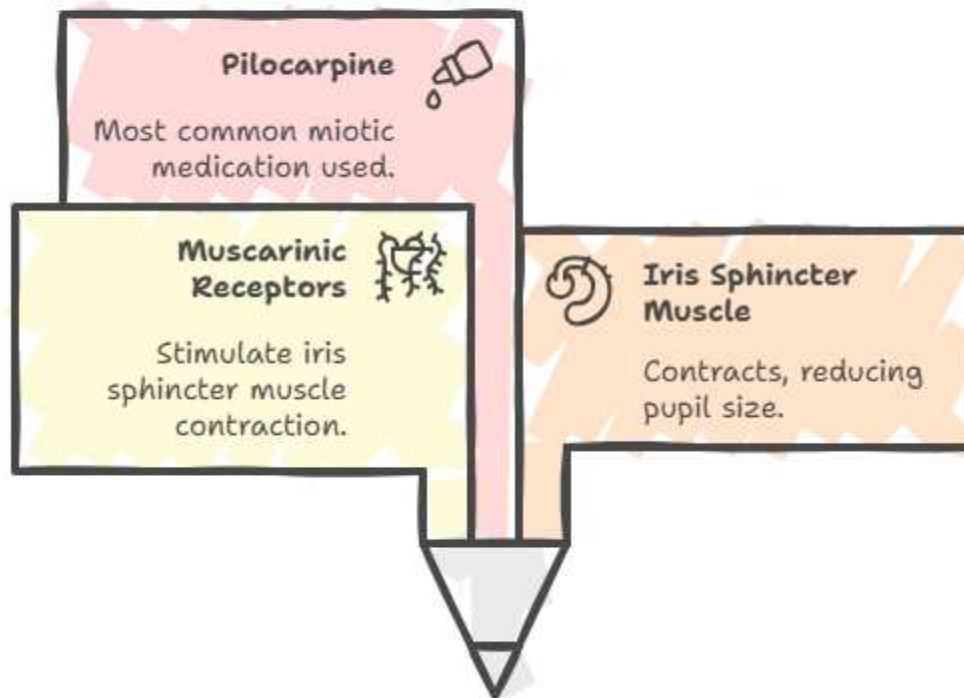 Pilocarpine
Most common miotic
medication used.
Muscarinic
Receptors
Stimulate iris
sphincter muscle
contraction.
Iris Sphincter
Muscle
Contracts, reducing
pupil size.